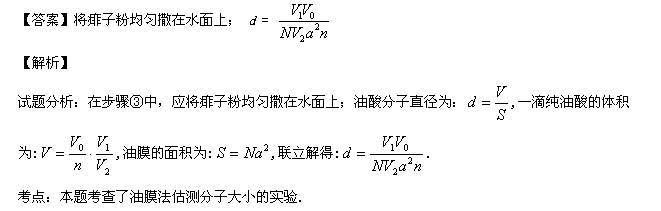 【答案】将痱子粉均匀撒在水面上； d = \frac{V_1V_0}{NV_2a^2n}
【解析】
试题分析：在步骤③中，应将痱子粉均匀撒在水面上；油酸分子直径为：d = \frac{V}{S}，一滴纯油酸的体积
为：V = \frac{V_0}{n} \cdot \frac{V_1}{V_2}，油膜的面积为：S = Na^2，联立解得：d = \frac{V_1V_0}{NV_2a^2n}．
考点：本题考查了油膜法估测分子大小的实验．